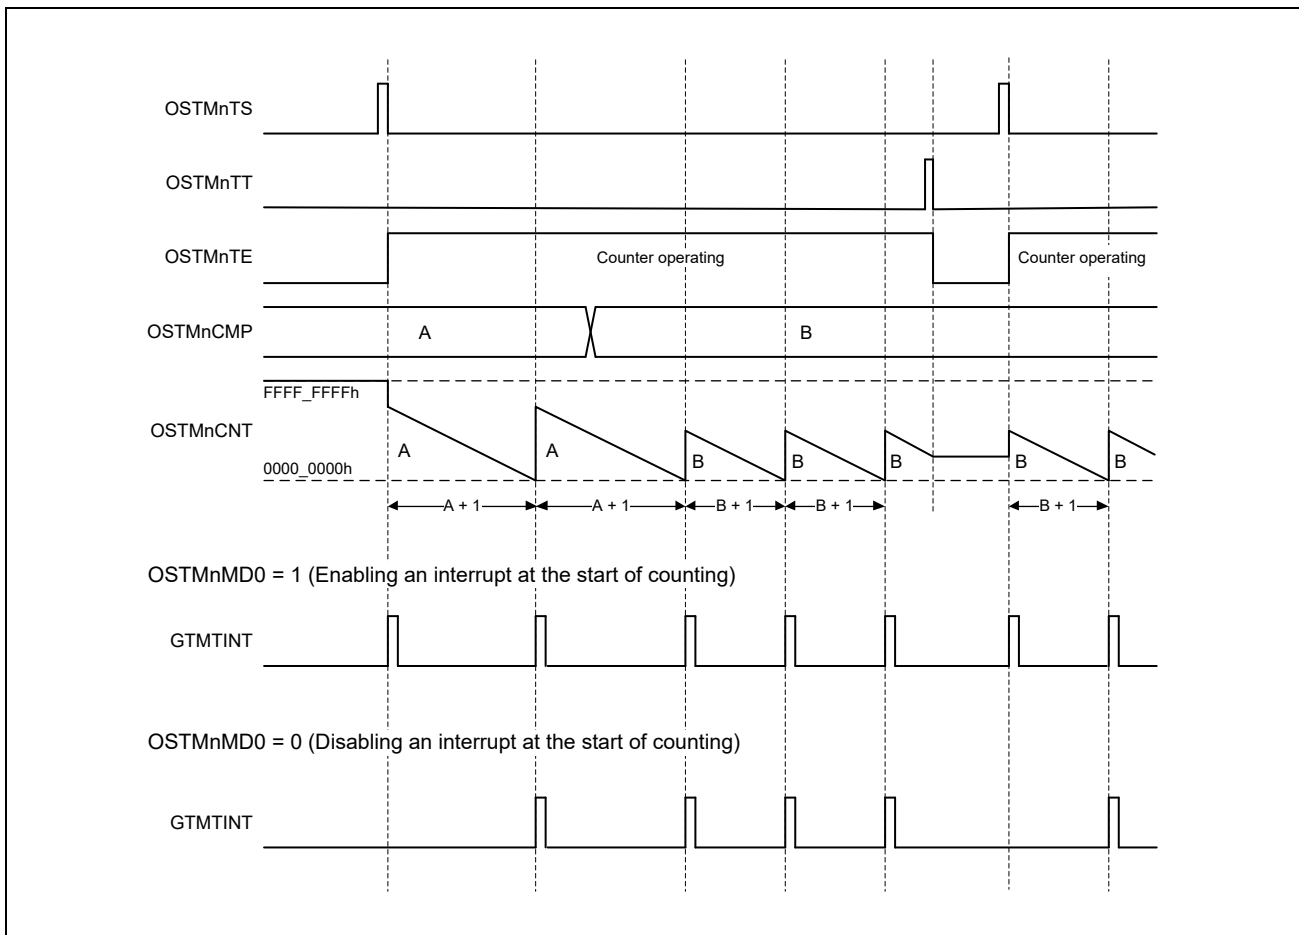 OSTMnTS
OSTMnTT
OSTMnTE
Counter operating
Counter operating
OSTMnCMP
A
B
FFFF_FFFFh
OSTMnCNT
A
A
B
B
B
B
B
0000_0000h
A + 1
A + 1
B + 1
B + 1
B + 1
OSTMnMD0 = 1 (Enabling an interrupt at the start of counting)
GTMTINT
OSTMnMD0 = 0 (Disabling an interrupt at the start of counting)
GTMTINT